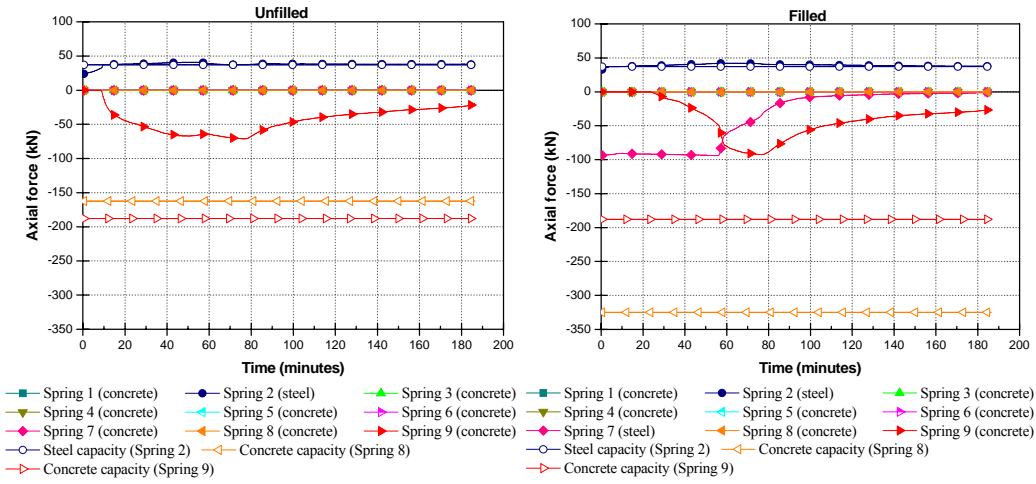 Unfilled
Filled
100
50
0
-50
-100
-150
-200
-250
-300
-350
Axial force (kN)
0 20 40 60 80 100 120 140 160 180 200
Time (minutes)
100
50
0
-50
-100
-150
-200
-250
-300
-350
Axial force (kN)
0 20 40 60 80 100 120 140 160 180 200
Time (minutes)
Spring 1 (concrete) Spring 2 (steel) Spring 3 (concrete)
Spring 4 (concrete) Spring 5 (concrete) Spring 6 (concrete)
Spring 7 (concrete) Spring 8 (concrete) Spring 9 (concrete)
Steel capacity (Spring 2) Concrete capacity (Spring 8)
Concrete capacity (Spring 9)
Spring 1 (concrete) Spring 2 (steel) Spring 3 (concrete)
Spring 4 (concrete) Spring 5 (concrete) Spring 6 (concrete)
Spring 7 (steel) Spring 8 (concrete) Spring 9 (concrete)
Steel capacity (Spring 2) Concrete capacity (Spring 8)
Concrete capacity (Spring 9)